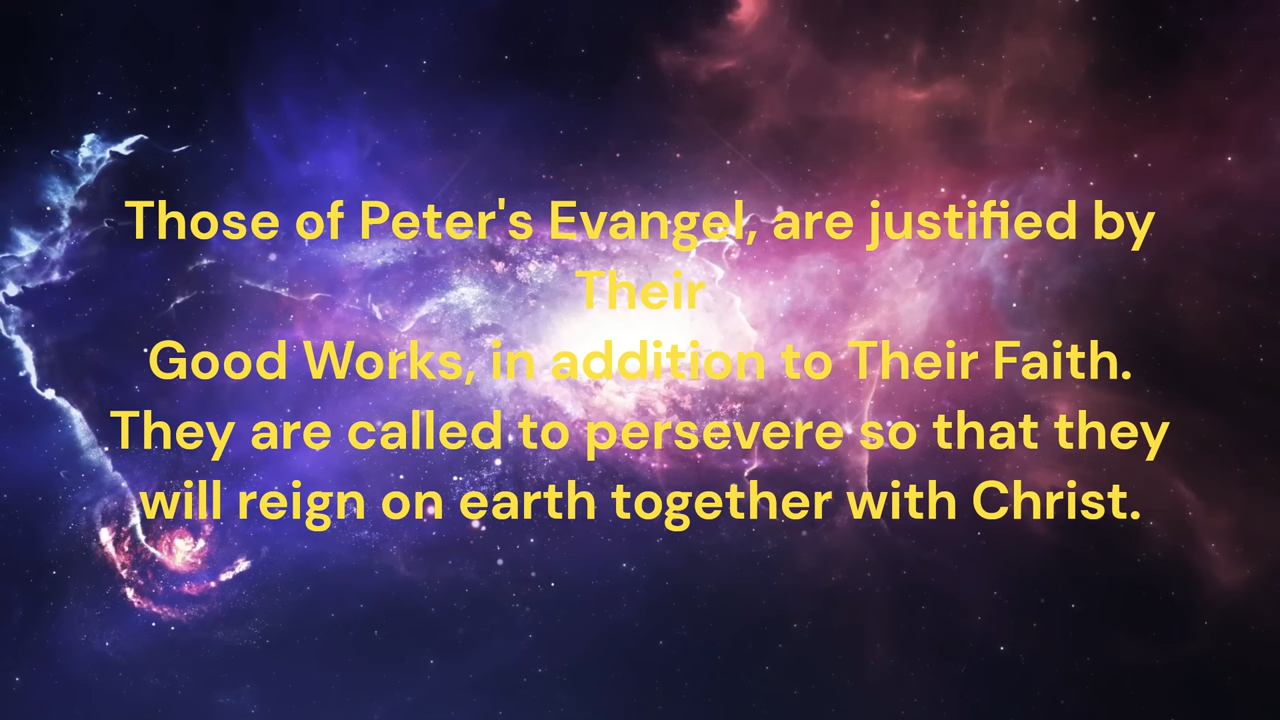 Those of Peter's Evangel, are justified by
Their
Good Works, in addition to Their Faith.
They are called to persevere so that they
will reign on earth together with Christ.